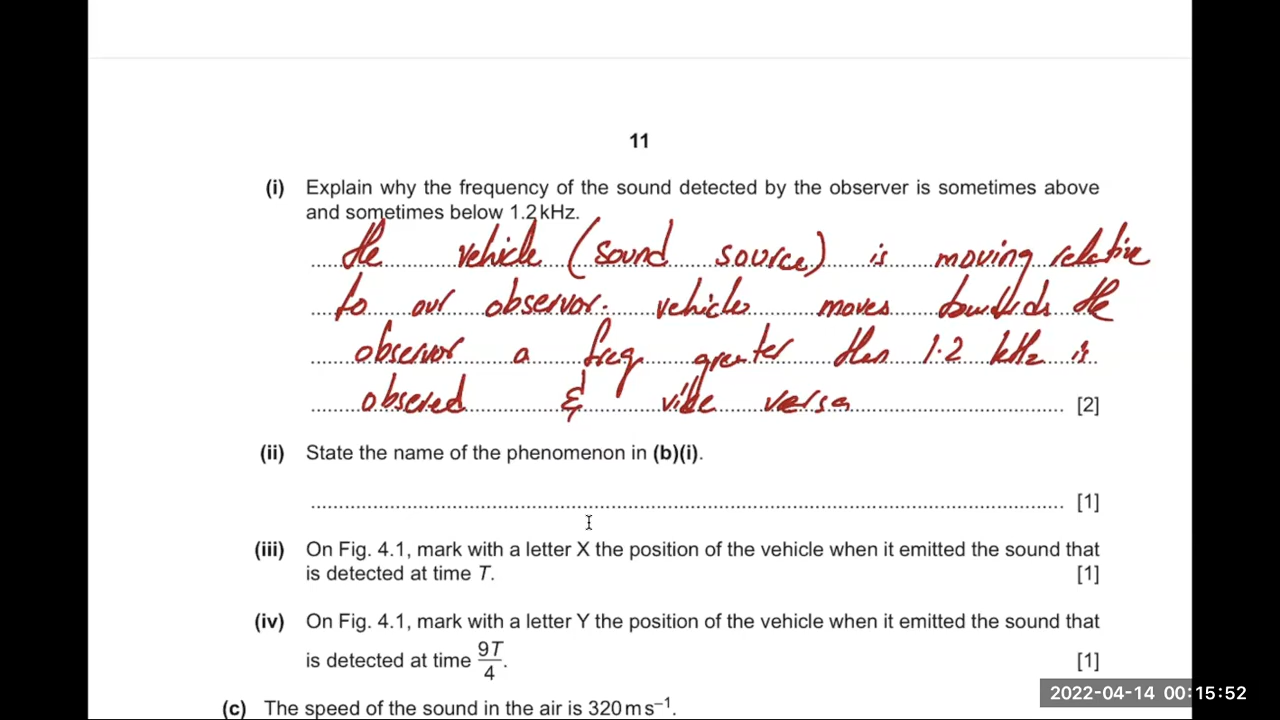 11
(i) Explain why the frequency of the sound detected by the observer is sometimes above
and sometimes below 1.2 kHz.
the vehicle (sound source) is moving relative
to our observor. vehicle moves towards the
observor a freq greater then 1.2 kHz is
obsered & vise versa [2]
(ii) State the name of the phenomenon in (b)(i).
[1]
(iii) On Fig. 4.1, mark with a letter X the position of the vehicle when it emitted the sound that
is detected at time T. [1]
(iv) On Fig. 4.1, mark with a letter Y the position of the vehicle when it emitted the sound that
is detected at time 9T/4. [1]
(c) The speed of the sound in the air is 320 m s⁻¹.
2022-04-14 00:15:52